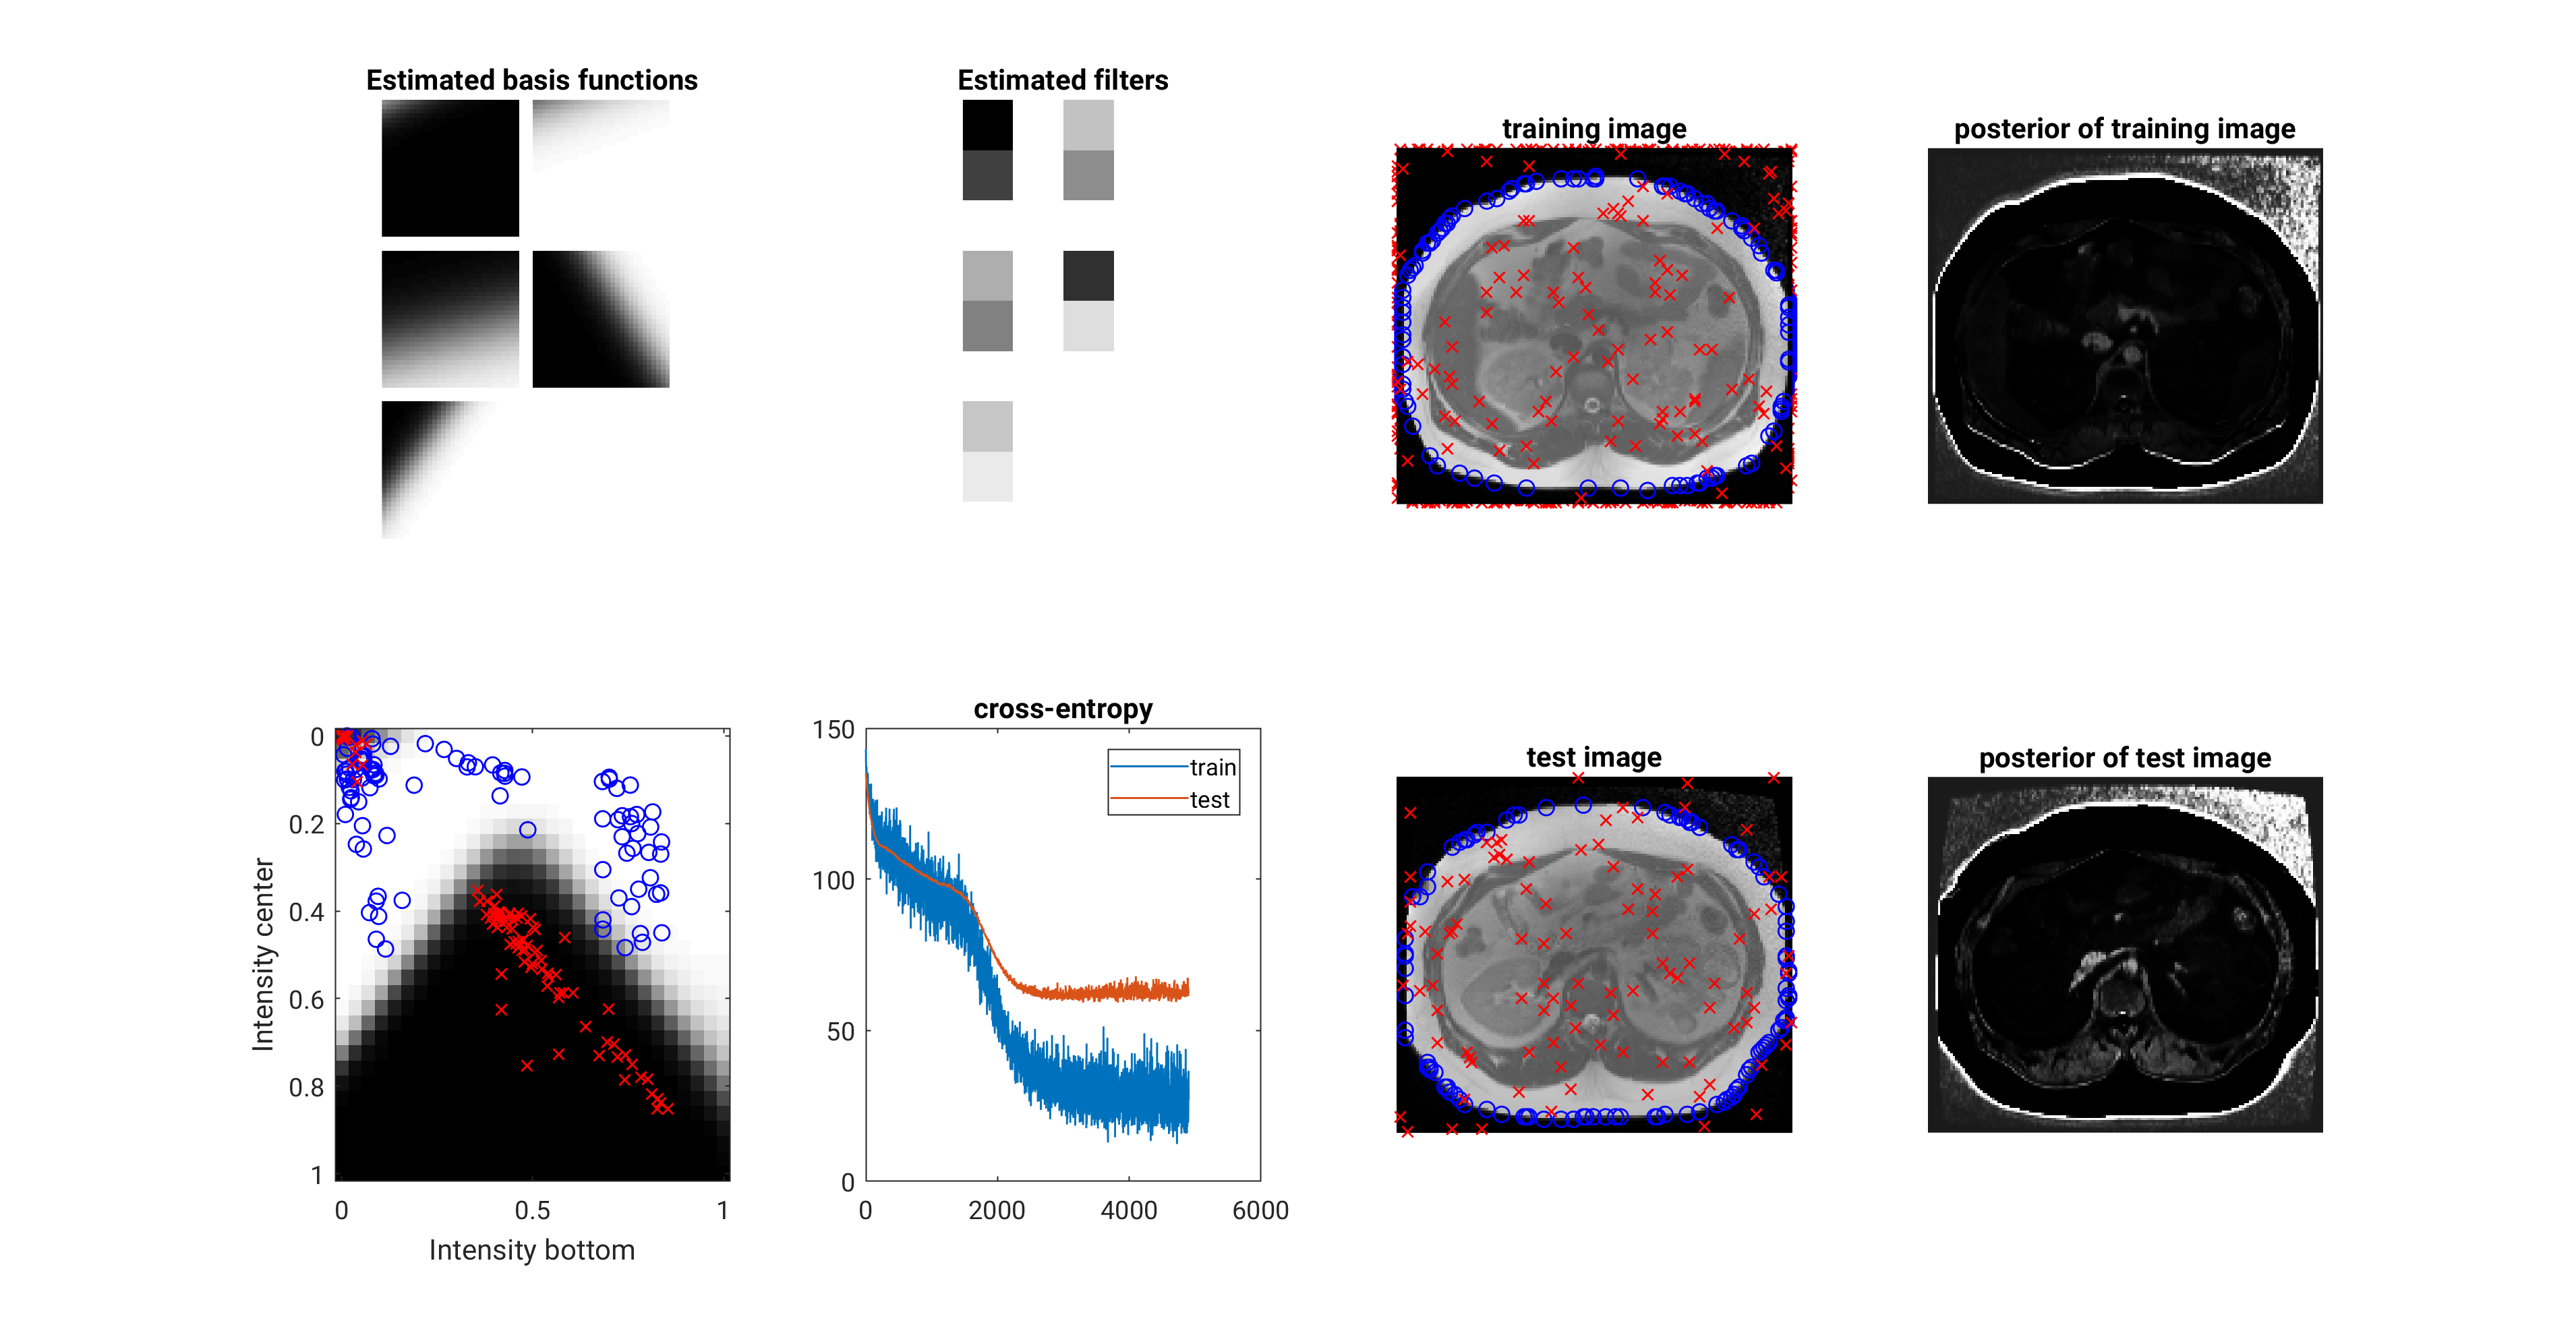 Estimated basis functions
Estimated filters
training image
posterior of training image
0
0.2
0.4
0.6
0.8
1
Intensity center
0 0.5 1
Intensity bottom
cross-entropy
150
100
50
0
train
test
0 2000 4000 6000
test image
posterior of test image